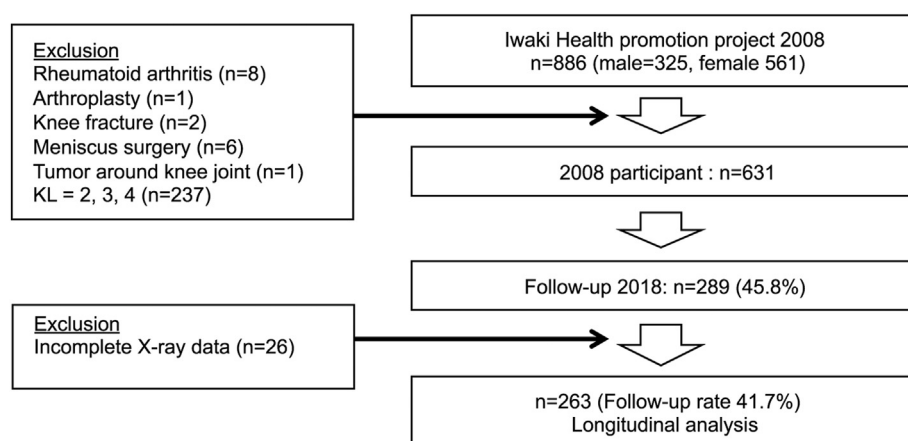 Exclusion
Rheumatoid arthritis (n=8)
Arthroplasty (n=1)
Knee fracture (n=2)
Meniscus surgery (n=6)
Tumor around knee joint (n=1)
KL = 2, 3, 4 (n=237)
Iwaki Health promotion project 2008
n=886 (male=325, female 561)
2008 participant : n=631
Follow-up 2018: n=289 (45.8%)
Exclusion
Incomplete X-ray data (n=26)
n=263 (Follow-up rate 41.7%)
Longitudinal analysis